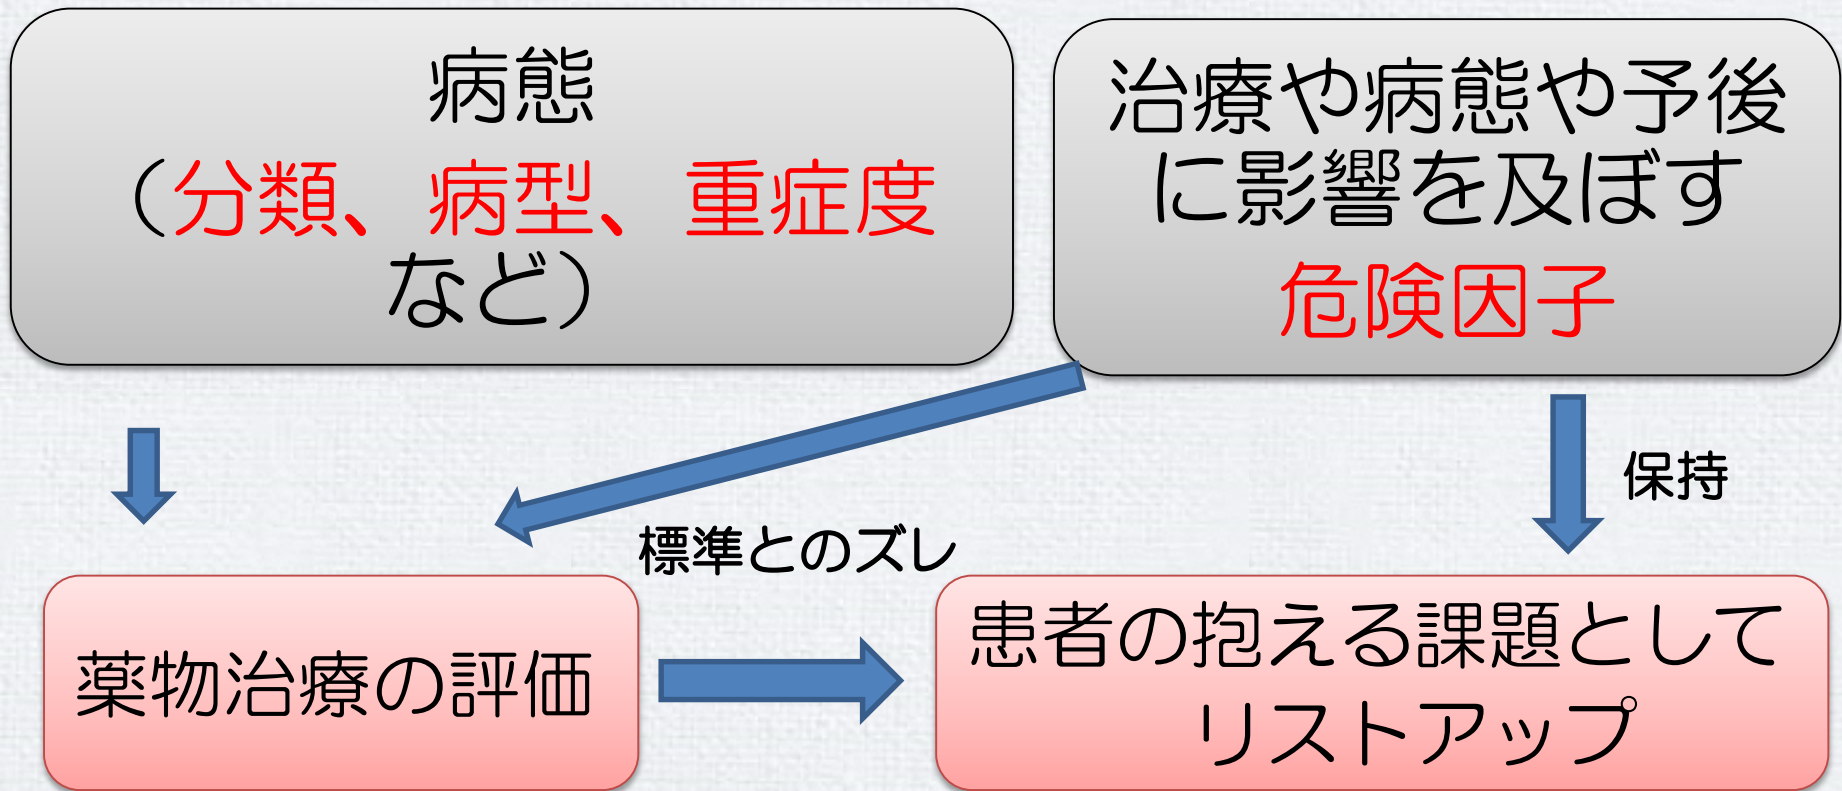 病態
（分類、病型、重症度
など）
治療や病態や予後
に影響を及ぼす
危険因子
保持
標準とのズレ
薬物治療の評価
患者の抱える課題として
リストアップ